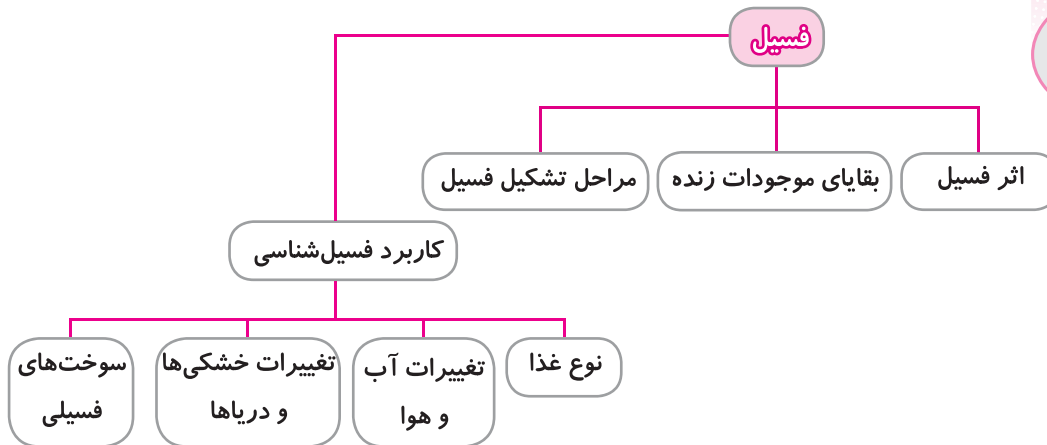 فسیل
اثر فسیل
بقایای موجودات زنده
مراحل تشکیل فسیل
کاربرد فسیل‌شناسی
نوع غذا
تغییرات آب
و هوا
تغییرات خشکی‌ها
و دریاها
سوخت‌های
فسیلی